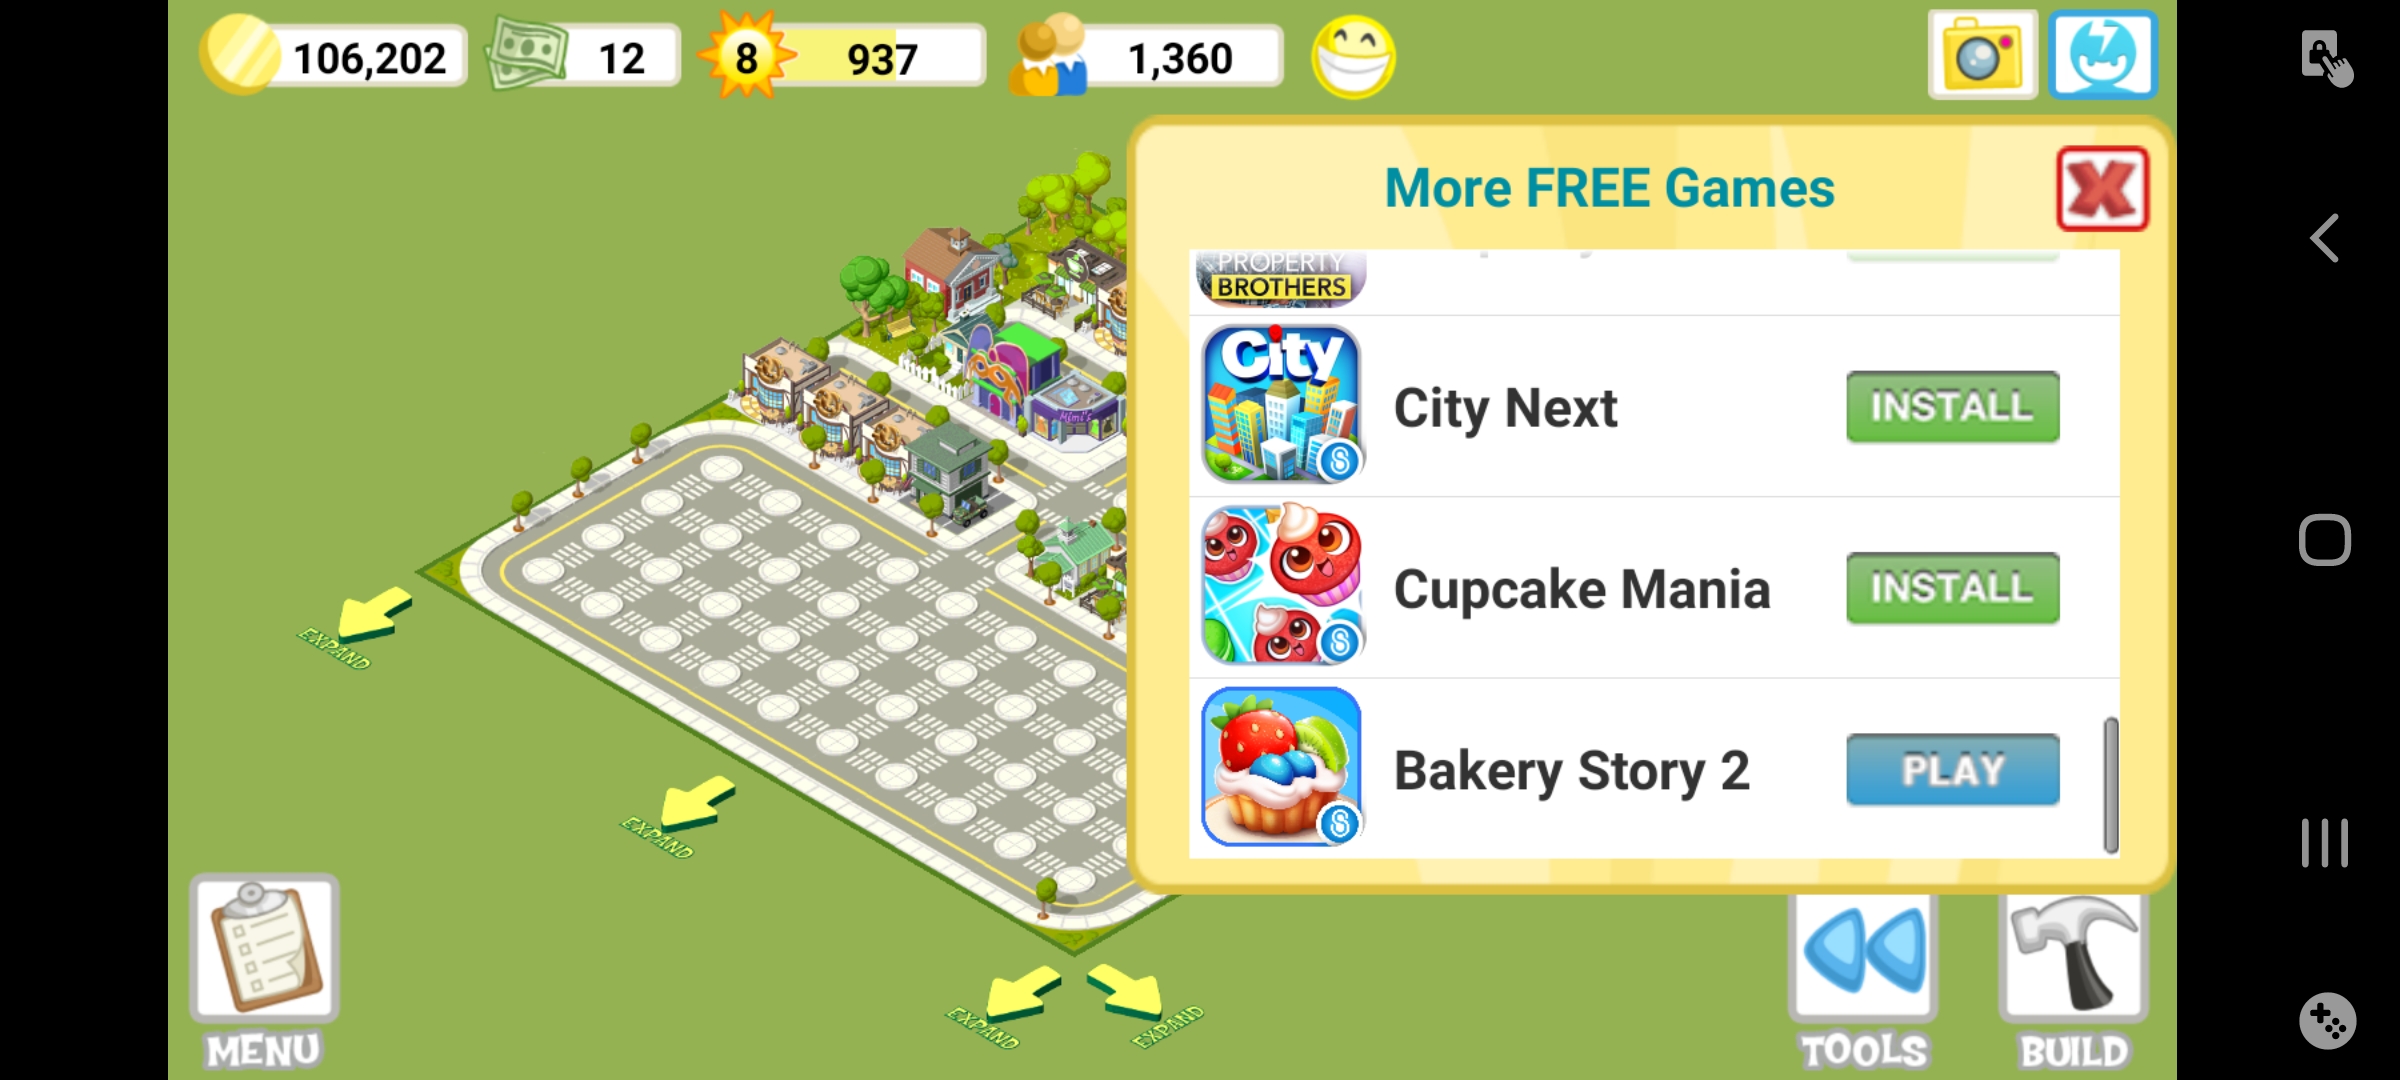 106,202
12
8
937
1,360
More FREE Games
PROPERTY
BROTHERS
City
City Next
INSTALL
Cupcake Mania
INSTALL
Bakery Story 2
PLAY
Mimi's
EXPAND
EXPAND
EXPAND
EXPAND
MENU
TOOLS
BUILD